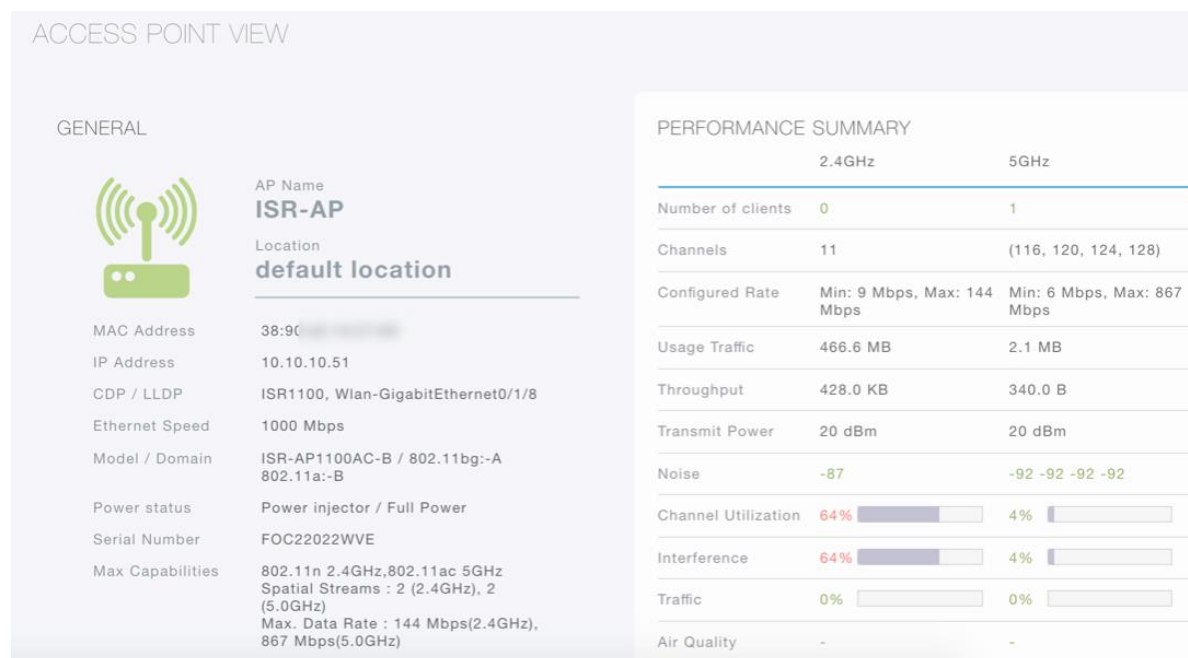 ACCESS POINT VIEW
GENERAL
AP Name
ISR-AP
Location
default location
MAC Address 38:90
IP Address 10.10.10.51
CDP / LLDP ISR1100, Wlan-GigabitEthernet0/1/8
Ethernet Speed 1000 Mbps
Model / Domain ISR-AP1100AC-B / 802.11bg:-A
802.11a:-B
Power status Power injector / Full Power
Serial Number FOC22022WVE
Max Capabilities 802.11n 2.4GHz,802.11ac 5GHz
Spatial Streams : 2 (2.4GHz), 2
(5.0GHz)
Max. Data Rate : 144 Mbps(2.4GHz),
867 Mbps(5.0GHz)
PERFORMANCE SUMMARY
2.4GHz 5GHz
Number of clients 0 1
Channels 11 (116, 120, 124, 128)
Configured Rate Min: 9 Mbps, Max: 144 Min: 6 Mbps, Max: 867
Mbps Mbps
Usage Traffic 466.6 MB 2.1 MB
Throughput 428.0 KB 340.0 B
Transmit Power 20 dBm 20 dBm
Noise -87 -92 -92 -92 -92
Channel Utilization 64% 4%
Interference 64% 4%
Traffic 0% 0%
Air Quality - -